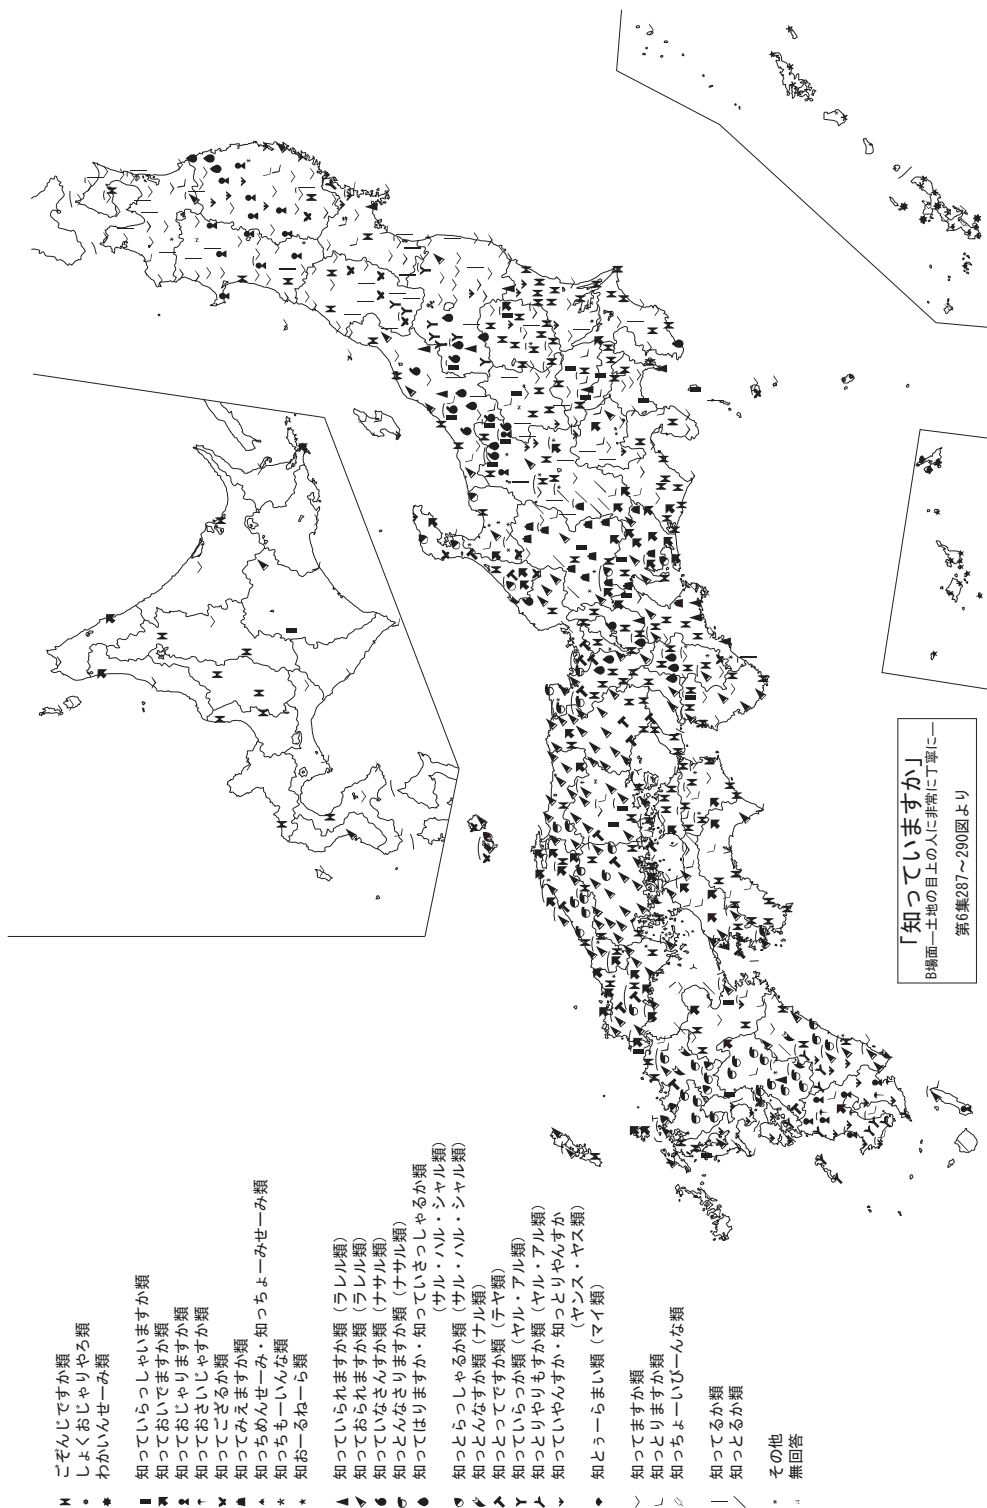 「知っていますか」
B場面―土地の目上の人に非常に丁寧に―
第6集287～290図より
ごぞんじですか類
しょくおじゃりやろ類
わかいんせーみ類
知っていらっしゃいますか類
知っておいでますか類
知っておじゃりますか類
知っておさいじゃすか類
知ってござるか類
知ってみえますか類
知っちめんせーみ・知っちょーみせーみ類
知っちもーいんな類
知おーるねーら類
知っていられますか類（ラレル類）
知っておられますか類（ラレル類）
知っていなさんすか類（ナサル類）
知っとんなさりますか類（ナサル類）
知ってはりますか・知っていさっしゃるか類
（サル・ハル・シャル類）
知っとらっしゃるか類（サル・ハル・シャル類）
知っとんなすか類（ナル類）
知っとってですか類（テヤ類）
知っていらっか類（ヤル・アル類）
知っとりやりもすか類（ヤル・アル類）
知っていやんすか・知っとりやんすか
（ヤンス・ヤス類）
知とぅーらまい類（マイ類）
知ってますか類
知っとりますか類
知っちょーいびーんな類
知ってるか類
知っとるか類
その他
無回答